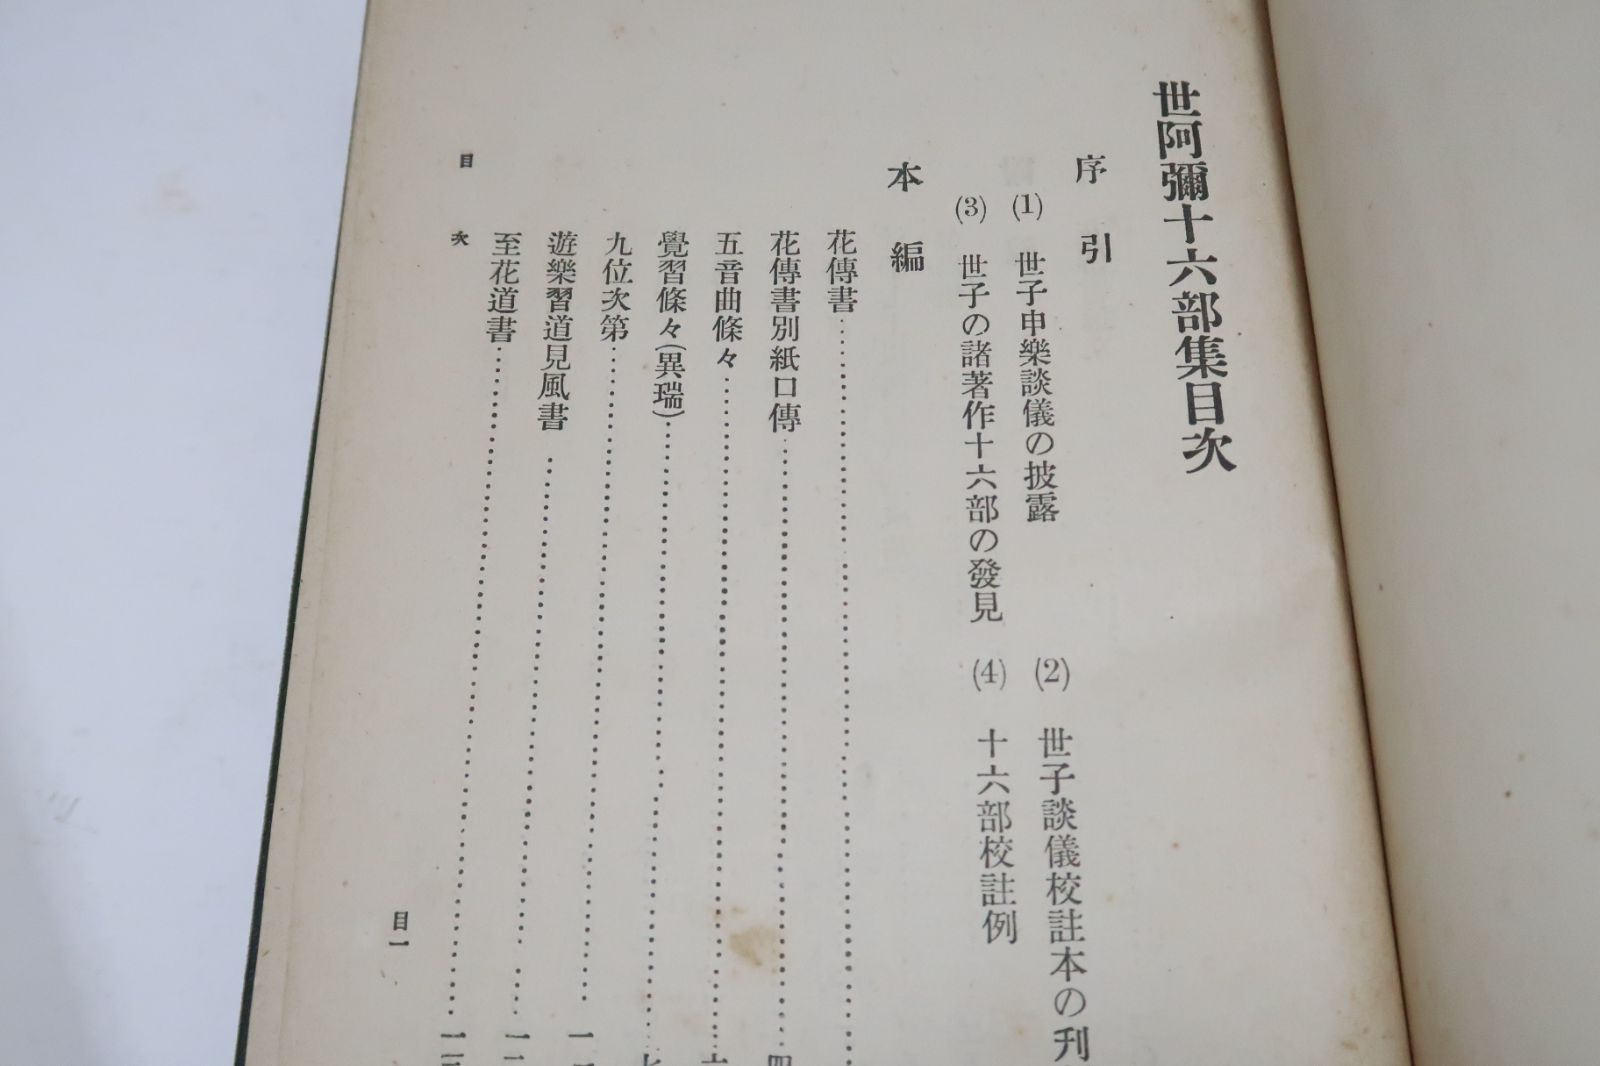 世阿彌十六部集目次
序引
(1) 世子申樂談儀の披露 (2) 世子談儀校註本の刋
(3) 世子の諸著作十六部の發見 (4) 十六部校註例
本編
花傳書
花傳書別紙口傳
五音曲條々
覺習條々(異瑞)
九位次第
遊樂習道見風書
至花道書
目次
目一